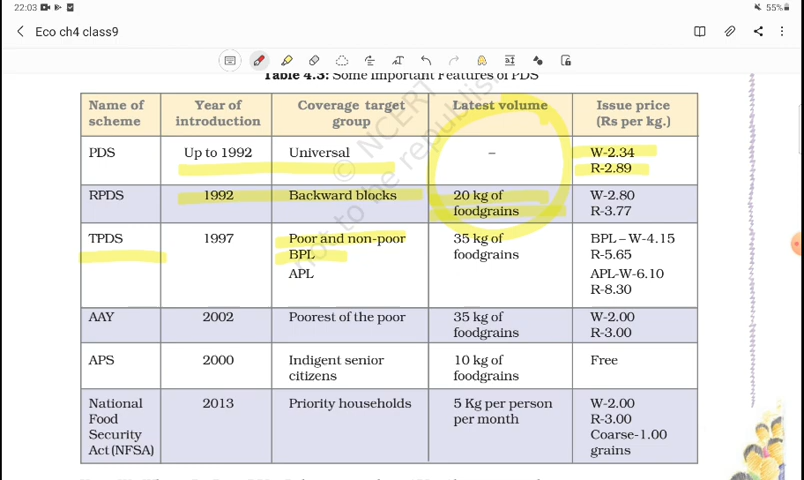 22:03
55%
Eco ch4 class9
Table 4.3: Some Important Features of PDS
Name of scheme
Year of introduction
Coverage target group
Latest volume
Issue price (Rs per kg.)
PDS
Up to 1992
Universal
–
W-2.34
R-2.89
RPDS
1992
Backward blocks
20 kg of
foodgrains
W-2.80
R-3.77
TPDS
1997
Poor and non-poor
BPL
APL
35 kg of
foodgrains
BPL – W-4.15
R-5.65
APL-W-6.10
R-8.30
AAY
2002
Poorest of the poor
35 kg of
foodgrains
W-2.00
R-3.00
APS
2000
Indigent senior
citizens
10 kg of
foodgrains
Free
National
Food
Security
Act (NFSA)
2013
Priority households
5 Kg per person
per month
W-2.00
R-3.00
Coarse-1.00
grains
© NCERT
not to be republis